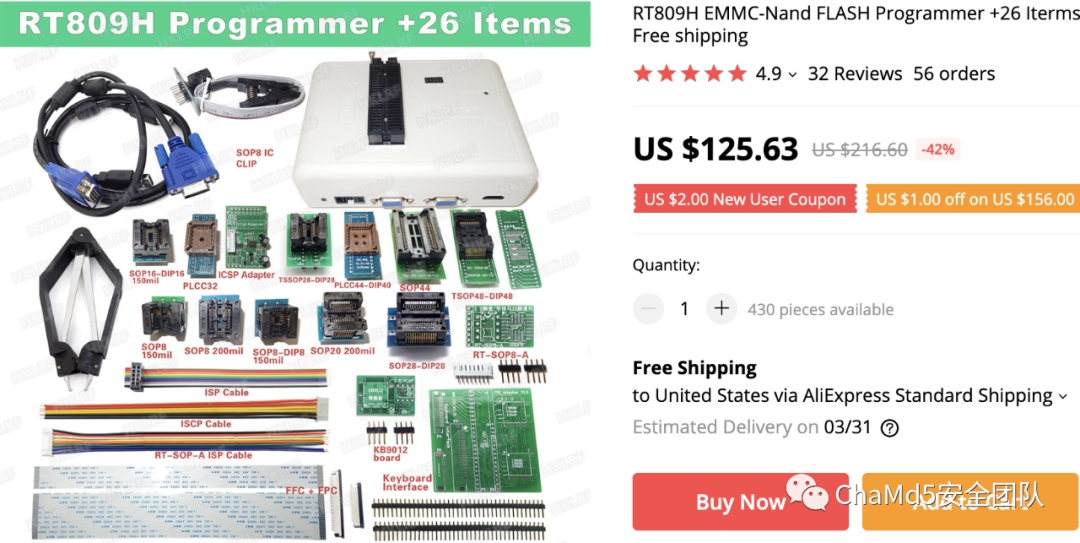 RT809H Programmer +26 Items
SOP8 IC
CLIP
SOP16-DIP16
150mil
PLCC32
ICSP Adapter
TSSOP28-DIP28
PLCC44-DIP40
SOP44
TSOP48-DIP48
SOP8
150mil
SOP8 200mil
SOP8-DIP8
150mil
SOP20 200mil
SOP28-DIP28
RT-SOP8-A
ISP Cable
ISCP Cable
RT-SOP-A ISP Cable
KB9012
board
Keyboard
Interface
FFC + FPC
RT809H EMMC-Nand FLASH Programmer +26 Iterms
Free shipping
4.9 32 Reviews 56 orders
US $125.63 US $216.60 -42%
US $2.00 New User Coupon US $1.00 off on US $156.00
Quantity:
1 430 pieces available
Free Shipping
to United States via AliExpress Standard Shipping
Estimated Delivery on 03/31
Buy Now Add to Cart
ChaMd5安全团队